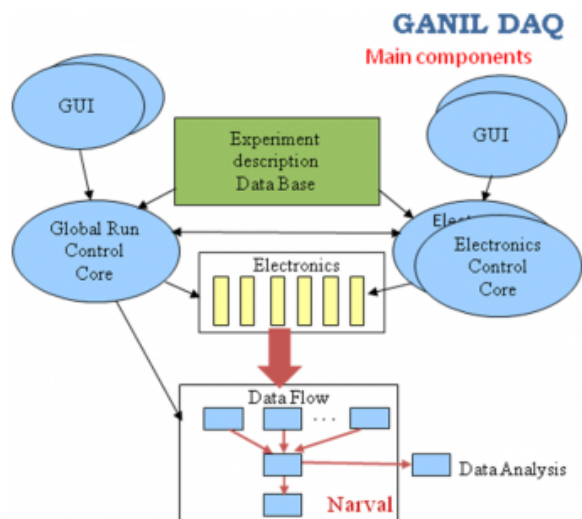 GANIL DAQ
Main components
GUI
GUI
Experiment
description
Data Base
Global Run
Control
Core
Electronics
Control
Core
Electronics
Data Flow
...
Data Analysis
Narval